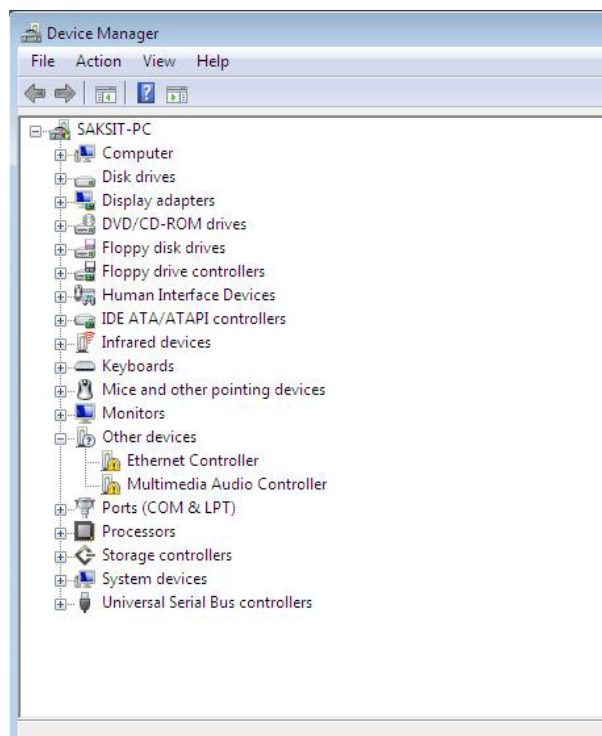 Device Manager
File Action View Help
SAKSIT-PC
Computer
Disk drives
Display adapters
DVD/CD-ROM drives
Floppy disk drives
Floppy drive controllers
Human Interface Devices
IDE ATA/ATAPI controllers
Infrared devices
Keyboards
Mice and other pointing devices
Monitors
Other devices
Ethernet Controller
Multimedia Audio Controller
Ports (COM & LPT)
Processors
Storage controllers
System devices
Universal Serial Bus controllers